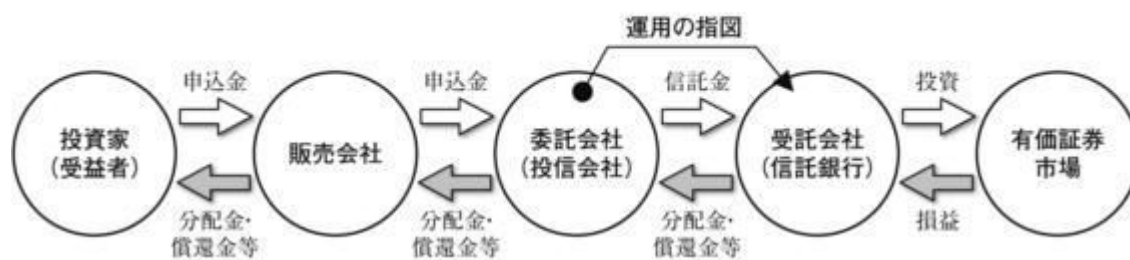 運用の指図
申込金
申込金
信託金
投資
投資家
(受益者)
販売会社
委託会社
(投信会社)
受託会社
(信託銀行)
有価証券
市場
分配金・
償還金等
分配金・
償還金等
分配金・
償還金等
損益